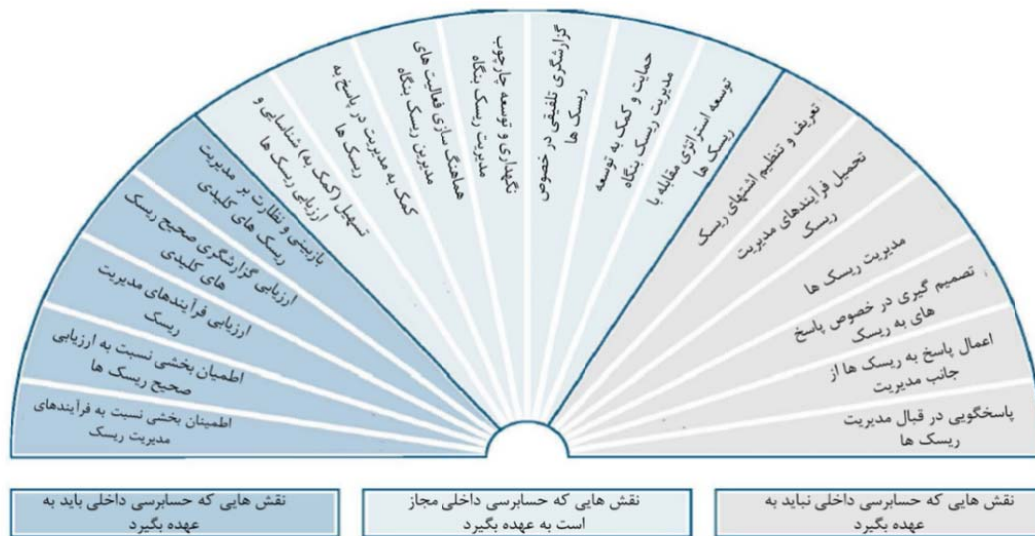 اطمینان بخشی نسبت به فرآیندهای
مدیریت ریسک
اطمیان بخشی نسبت به ارزیابی
صحیح ریسک ها
ارزیابی فرآیندهای مدیریت
ریسک
ارزیابی گزارشگری صحیح ریسک
های کلیدی
بازبینی و نظارت بر مدیریت
ریسک های کلیدی
تسهیل (کمک به) شناسایی و
ارزیابی ریسک ها
کمک به مدیریت در پاسخ به
ریسک ها
هماهنگ سازی فعالیت های
مدیرین ریسک بنگاه
نگهداری و توسعه چارچوب
مدیریت ریسک بنگاه
گزارشگری تلفیقی در خصوص
ریسک ها
حمایت و کمک به توسعه
مدیریت ریسک بنگاه
توسعه استراتژی مقابله با
ریسک ها
تعریف و تنظیم اشتهای ریسک
تحمیل فرآیندهای مدیریت
ریسک
مدیریت ریسک ها
تصمیم گیری در خصوص پاسخ
های به ریسک
اعمال پاسخ به ریسک ها از
جانب مدیریت
پاسخگویی در قبال مدیریت
ریسک ها
نقش هایی که حسابرسی داخلی باید به
عهده بگیرد
نقش هایی که حسابرسی داخلی مجاز
است به عهده بگیرد
نقش هایی که حسابرسی داخلی نباید به
عهده بگیرد